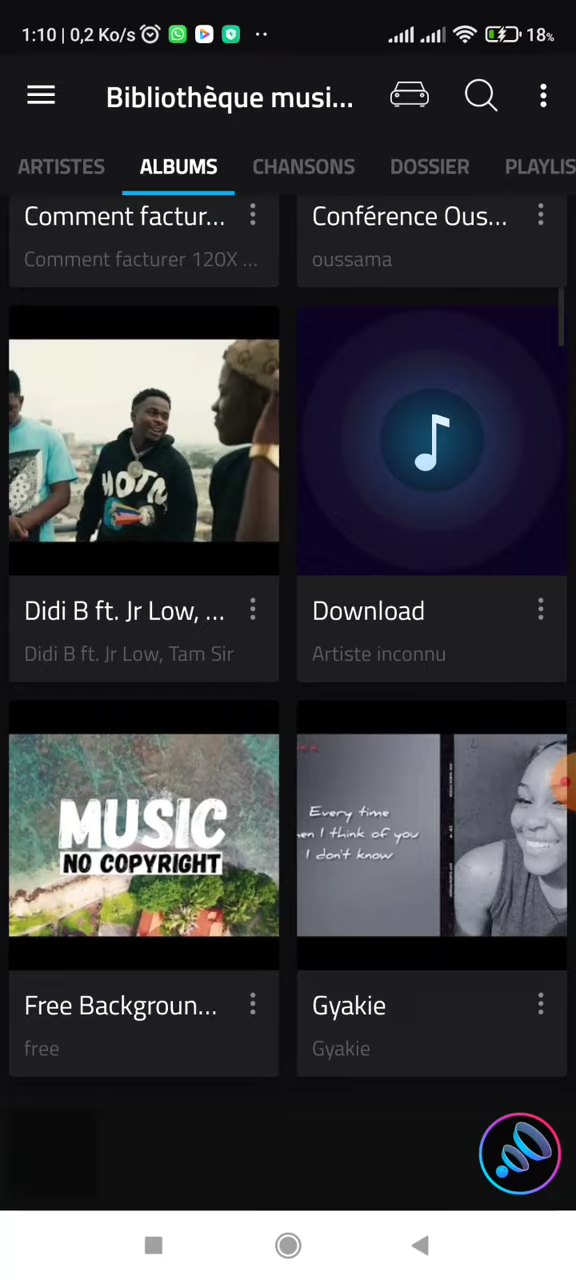 1:10 | 0,2 Ko/s
18%
Bibliothèque musi...
ARTISTES ALBUMS CHANSONS DOSSIER PLAYLIS
Comment factur... Conférence Ous...
Comment facturer 120X ... oussama
HOTN
Didi B ft. Jr Low, ... Download
Didi B ft. Jr Low, Tam Sir Artiste inconnu
MUSIC
NO COPYRIGHT
Every time
en I think of you
I don't know
Free Backgroun... Gyakie
free Gyakie